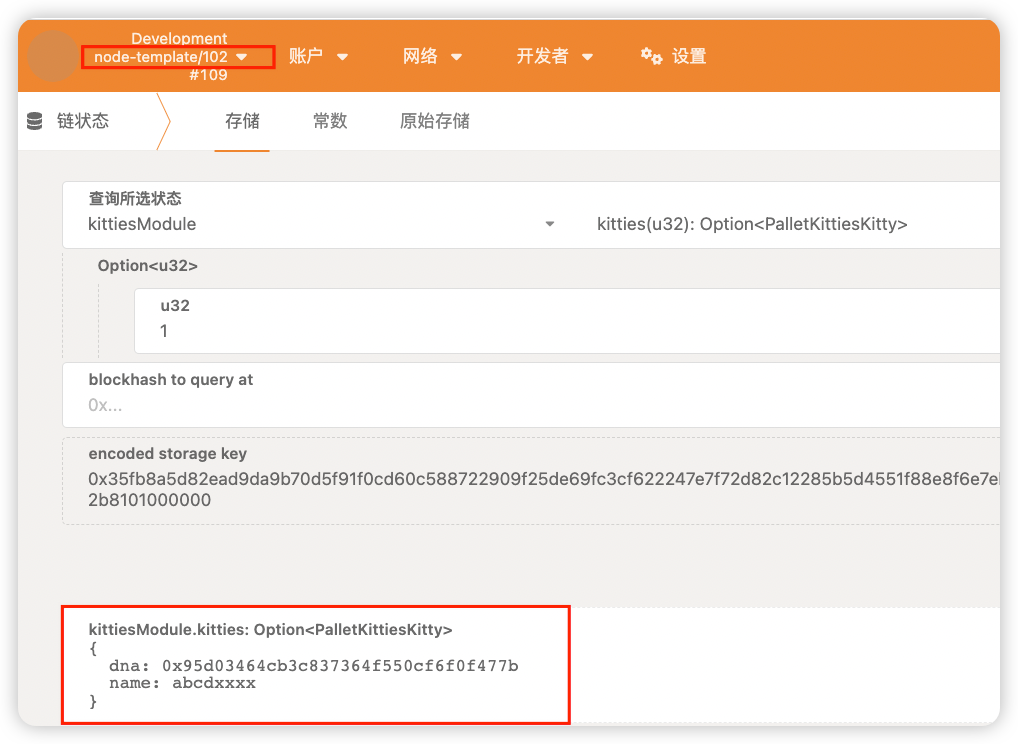 Development
node-template/102
#109
账户
网络
开发者
设置
链状态
存储
常数
原始存储
查询所选状态
kittiesModule
kitties(u32): Option<PalletKittiesKitty>
Option<u32>
u32
1
blockhash to query at
0x...
encoded storage key
0x35fb8a5d82ead9da9b70d5f91f0cd60c588722909f25de69fc3cf622247e7f72d82c12285b5d4551f88e8f6e7e
2b8101000000
kittiesModule.kitties: Option<PalletKittiesKitty>
{
dna: 0x95d03464cb3c837364f550cf6f0f477b
name: abcdxxxx
}